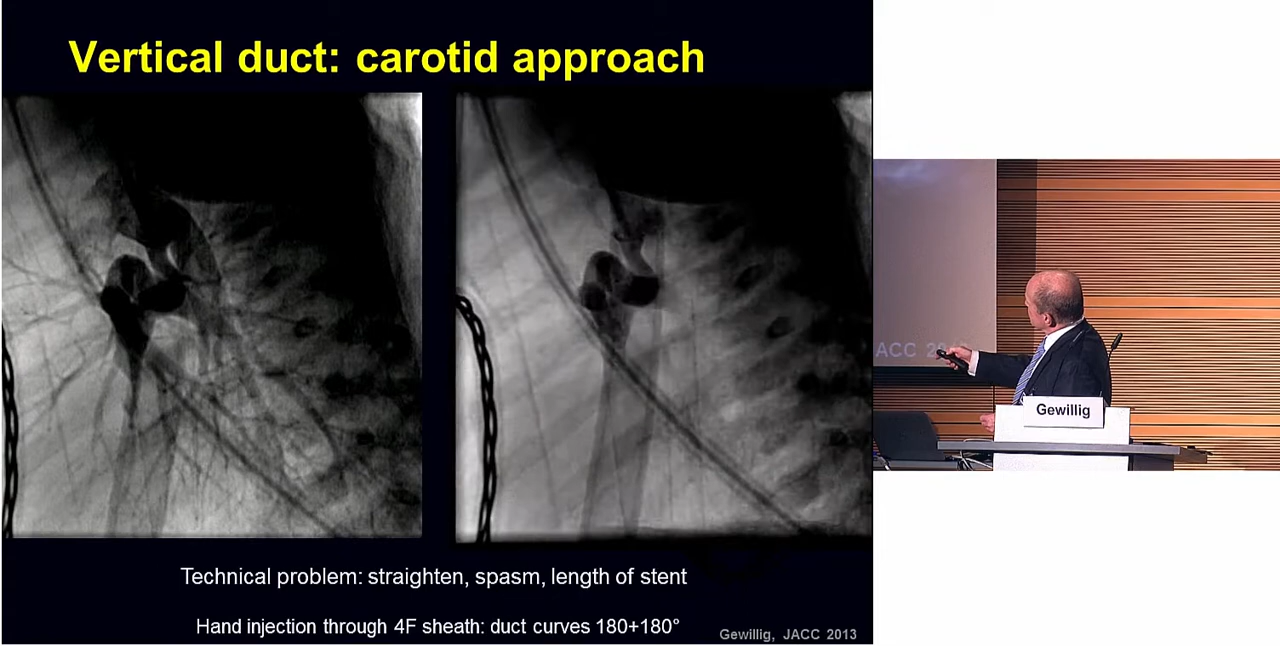 Vertical duct: carotid approach
Technical problem: straighten, spasm, length of stent
Hand injection through 4F sheath: duct curves 180+180°
Gewillig, JACC 2013
Gewillig